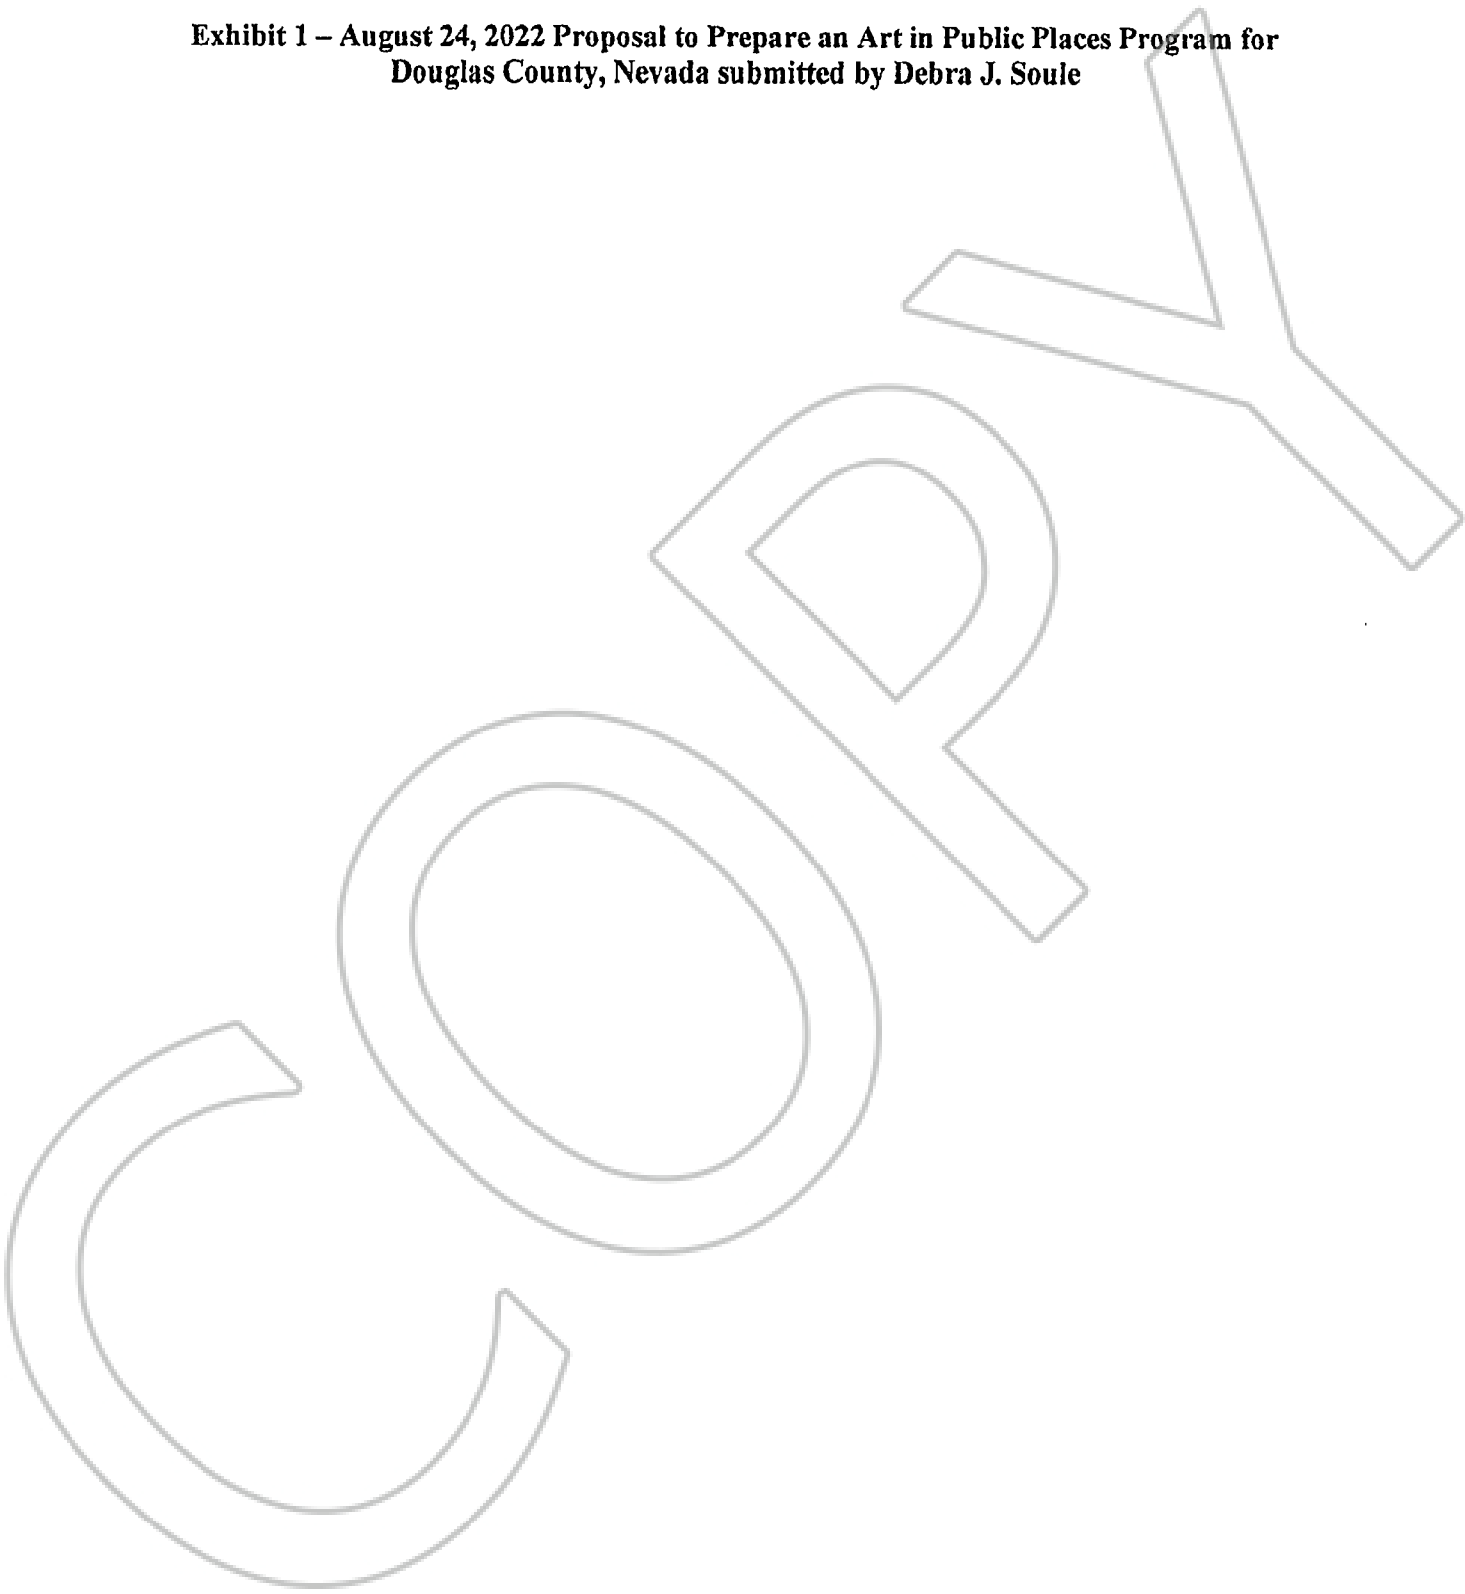 Exhibit 1 – August 24, 2022 Proposal to Prepare an Art in Public Places Program for
Douglas County, Nevada submitted by Debra J. Soule
COPY